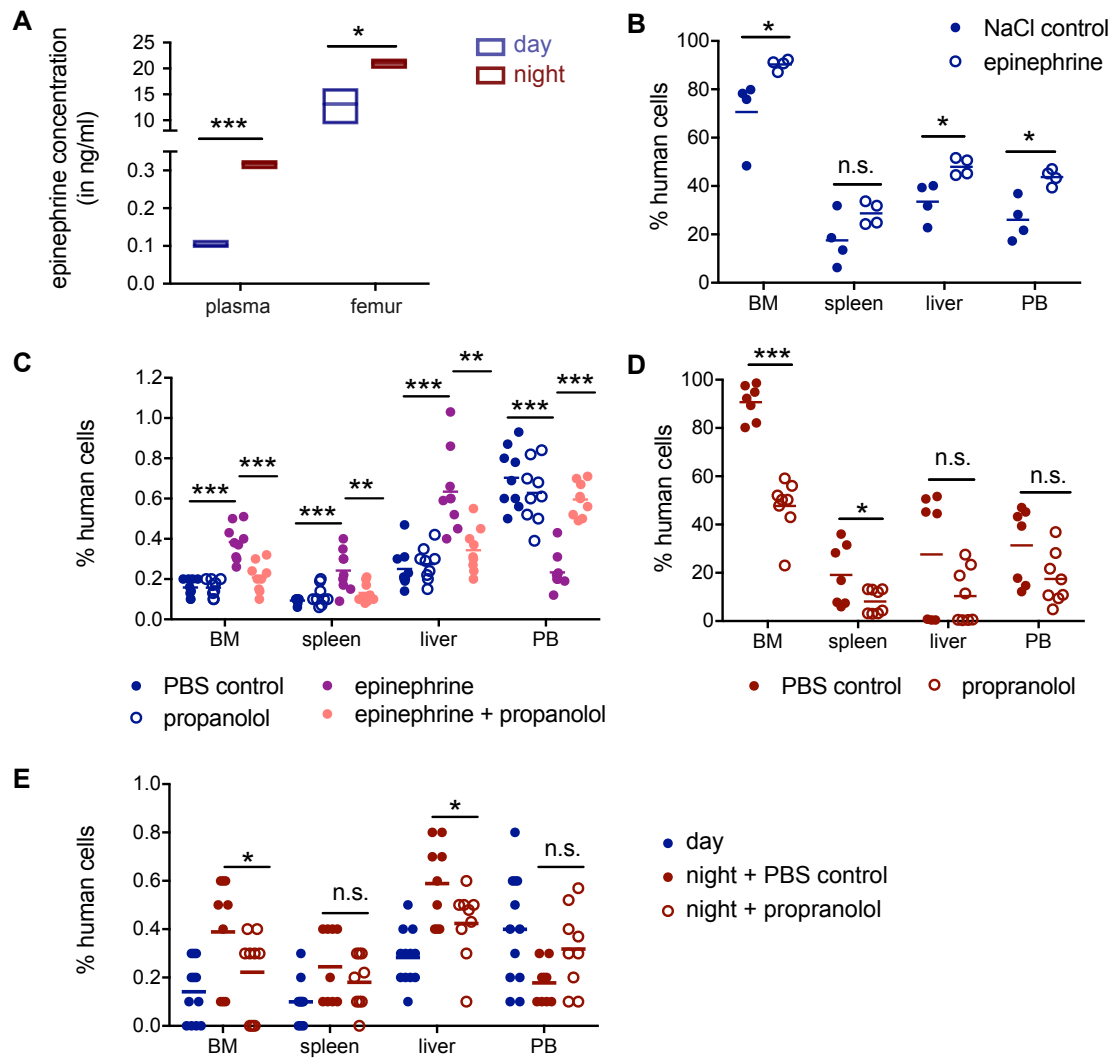 A
epinephrine concentration
(in ng/ml)
25
20
15
10
0.3
0.1
0.0
***
*
day
night
plasma
femur
B
% human cells
100
80
60
40
20
0
*
n.s.
*
*
NaCl control
epinephrine
BM
spleen
liver
PB
C
% human cells
1.2
1.0
0.8
0.6
0.4
0.2
0.0
***
***
***
**
***
**
***
***
BM
spleen
liver
PB
PBS control
propanolol
epinephrine
epinephrine + propanolol
D
% human cells
100
80
60
40
20
0
***
*
n.s.
n.s.
BM
spleen
liver
PB
PBS control
propranolol
E
% human cells
1.0
0.8
0.6
0.4
0.2
0.0
*
n.s.
*
n.s.
BM
spleen
liver
PB
day
night + PBS control
night + propranolol